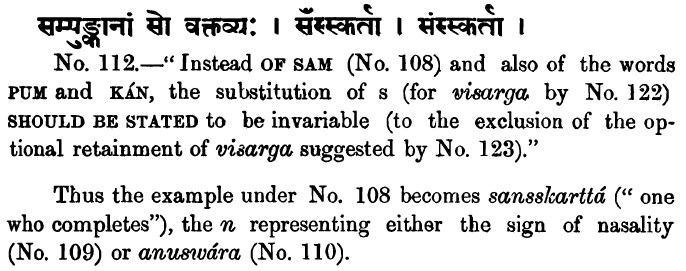 सम्पुङ्कानां सो वक्तव्यः । सँस्स्कर्ता । संस्स्कर्ता ।
No. 112.—“ Instead OF SAM (No. 108) and also of the words
PUM and KÁN, the substitution of s (for visarga by No. 122)
SHOULD BE STATED to be invariable (to the exclusion of the op-
tional retainment of visarga suggested by No. 123).”
Thus the example under No. 108 becomes sansskarttá (“ one
who completes”), the n representing either the sign of nasality
(No. 109) or anuswára (No. 110).